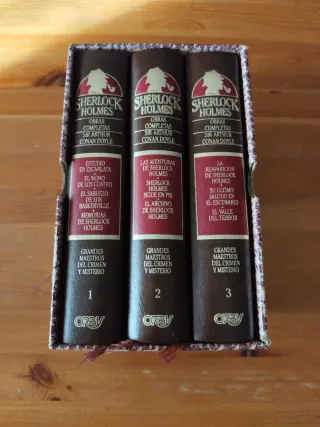 SHERLOCK
HOLMES
OBRAS
COMPLETAS
SIR ARTHUR
CONAN DOYLE
ESTUDIO
EN ESCARLATA
EL SIGNO
DE LOS CUATRO
EL SABUESO
DE LOS
BASKERVILLE
MEMORIAS
DE SHERLOCK
HOLMES
GRANDES
MAESTROS
DEL CRIMEN
Y MISTERIO
1
ORBIS
SHERLOCK
HOLMES
OBRAS
COMPLETAS
SIR ARTHUR
CONAN DOYLE
LAS AVENTURAS
DE SHERLOCK
HOLMES
SHERLOCK
HOLMES
SIGUE EN PIE
EL ARCHIVO
DE SHERLOCK
HOLMES
GRANDES
MAESTROS
DEL CRIMEN
Y MISTERIO
2
ORBIS
SHERLOCK
HOLMES
OBRAS
COMPLETAS
SIR ARTHUR
CONAN DOYLE
LA
REAPARICION
DE SHERLOCK
HOLMES
SU ULTIMO
SALUDO EN
EL ESCENARIO
EL VALLE
DEL TERROR
GRANDES
MAESTROS
DEL CRIMEN
Y MISTERIO
3
ORBIS